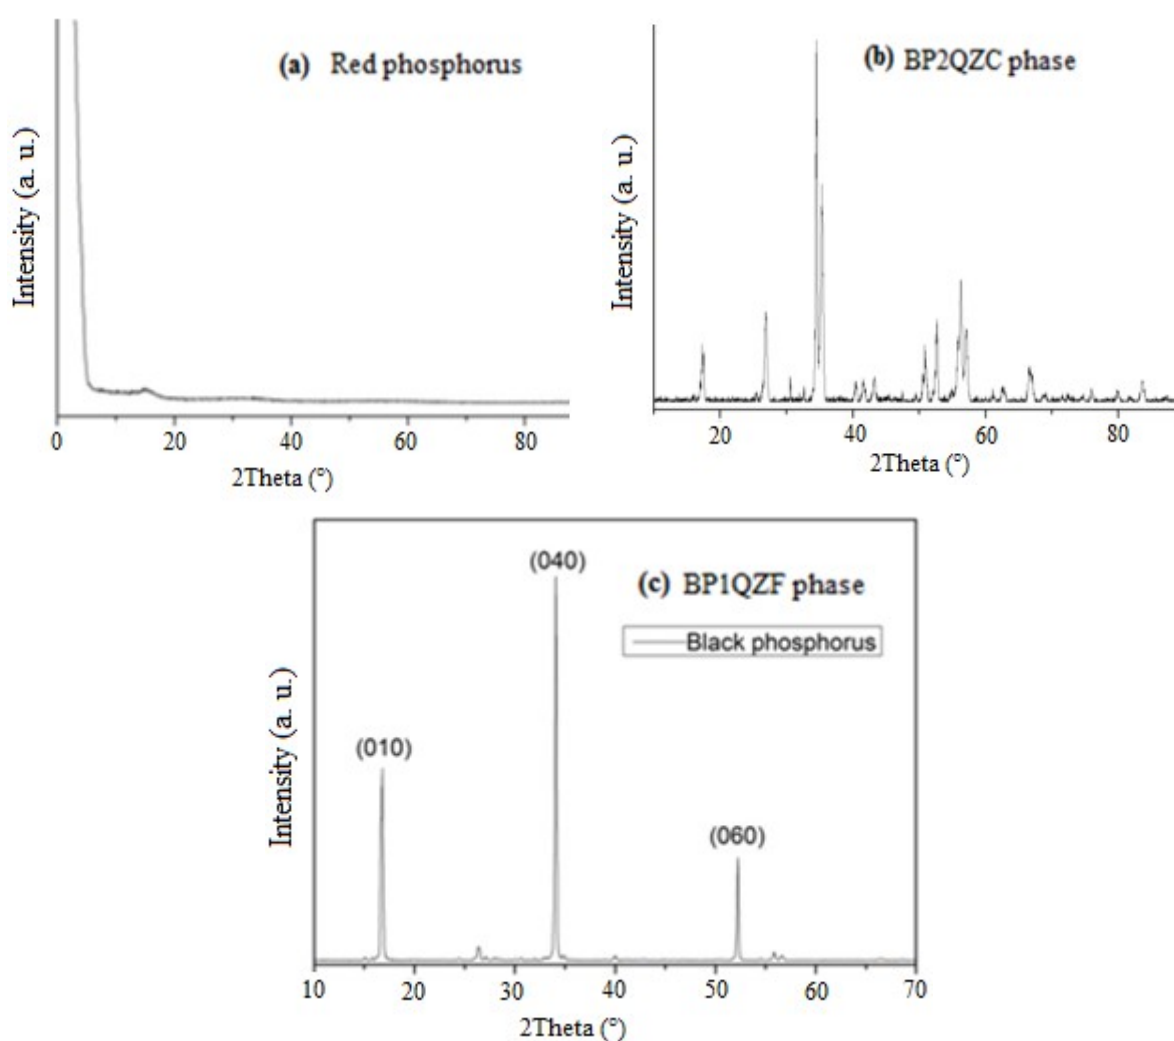 (a) Red phosphorus
Intensity (a. u.)
0 20 40 60 80
2Theta (°)
(b) BP2QZC phase
Intensity (a. u.)
20 40 60 80
2Theta (°)
(c) BP1QZF phase
Black phosphorus
(010)
(040)
(060)
Intensity (a. u.)
10 20 30 40 50 60 70
2Theta (°)